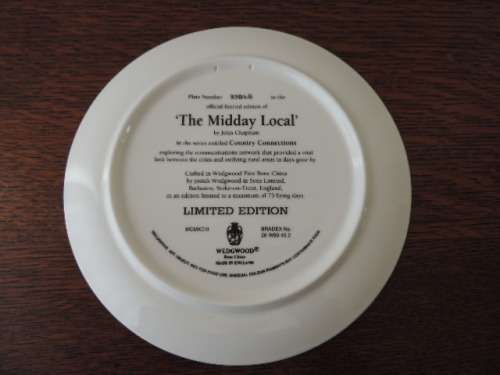 Plate Number in the
official limited edition of
'The Midday Local'
by John Chapman
in the series entitled Country Connections
exploring the communications network that provided a vital
link between the cities and outlying rural areas in days gone by
Crafted in Wedgwood Fine Bone China
by Josiah Wedgwood & Sons Limited,
Barlaston, Stoke-on-Trent, England,
in an edition limited to a maximum of 75 firing days.
LIMITED EDITION
BRADEX No.
WEDGWOOD®
Bone China
MADE IN ENGLAND